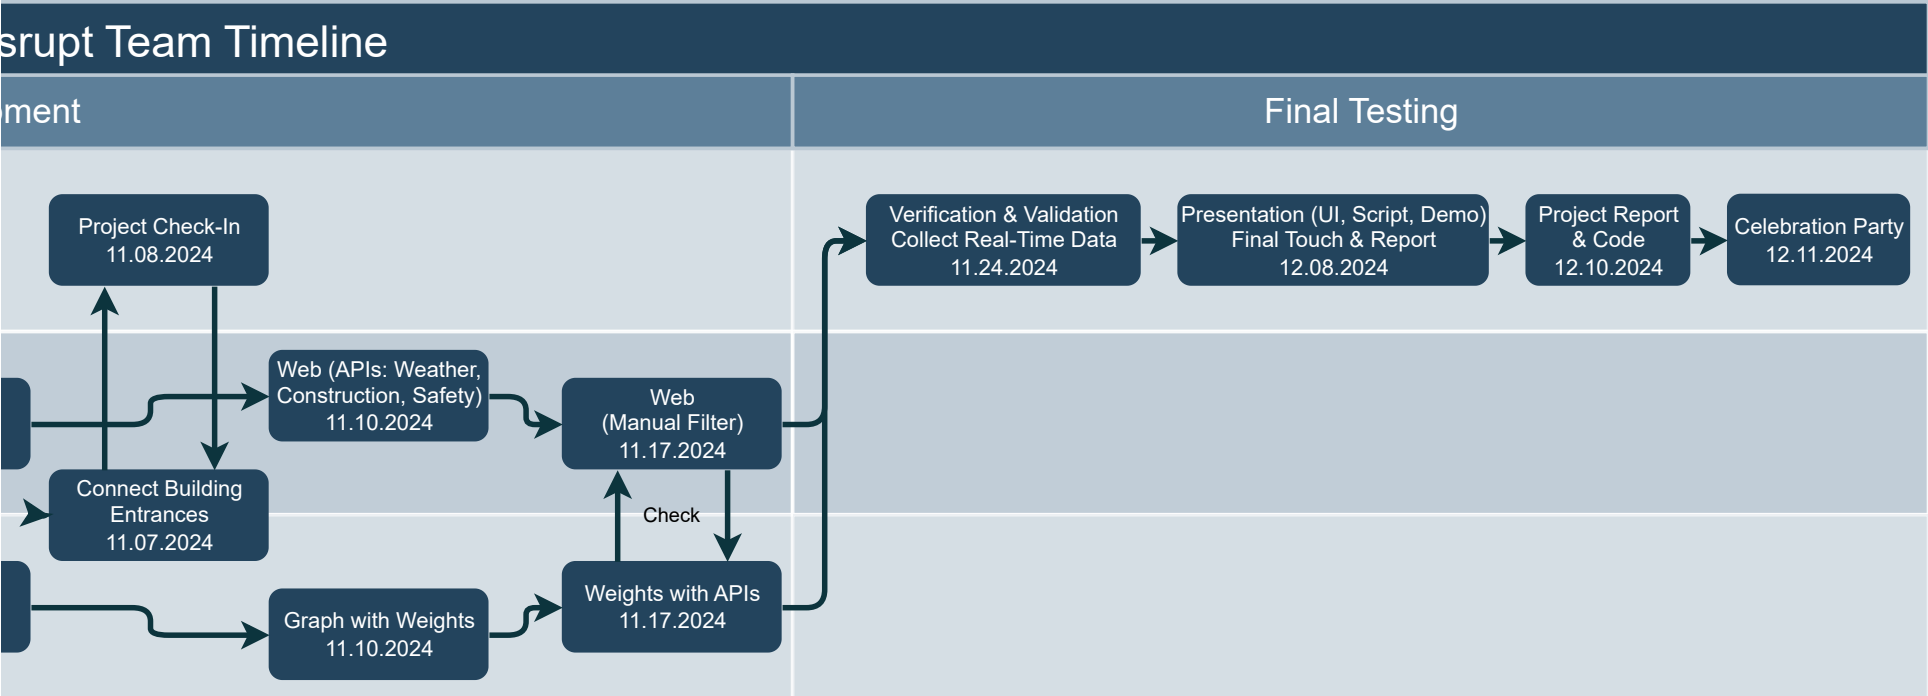 srupt Team Timeline
ment
Final Testing
Project Check-In
11.08.2024
Verification & Validation
Collect Real-Time Data
11.24.2024
Presentation (UI, Script, Demo)
Final Touch & Report
12.08.2024
Project Report
& Code
12.10.2024
Celebration Party
12.11.2024
Web (APIs: Weather,
Construction, Safety)
11.10.2024
Web
(Manual Filter)
11.17.2024
Connect Building
Entrances
11.07.2024
Check
Graph with Weights
11.10.2024
Weights with APIs
11.17.2024